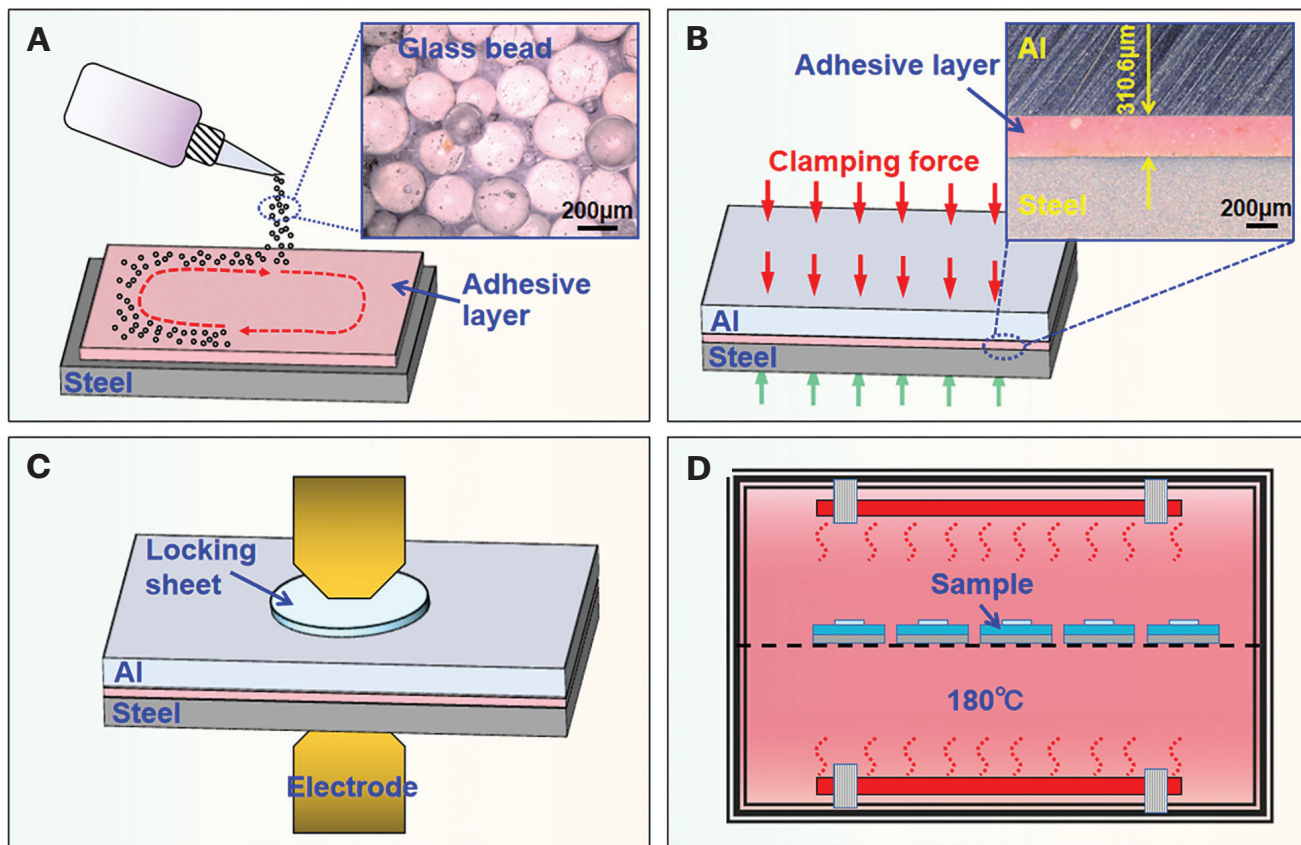 A
Glass bead
200μm
Adhesive
layer
Steel
B
Al
Adhesive layer
310.6μm
Clamping force
Steel
200μm
Al
Steel
C
Locking
sheet
Al
Steel
Electrode
D
Sample
180℃